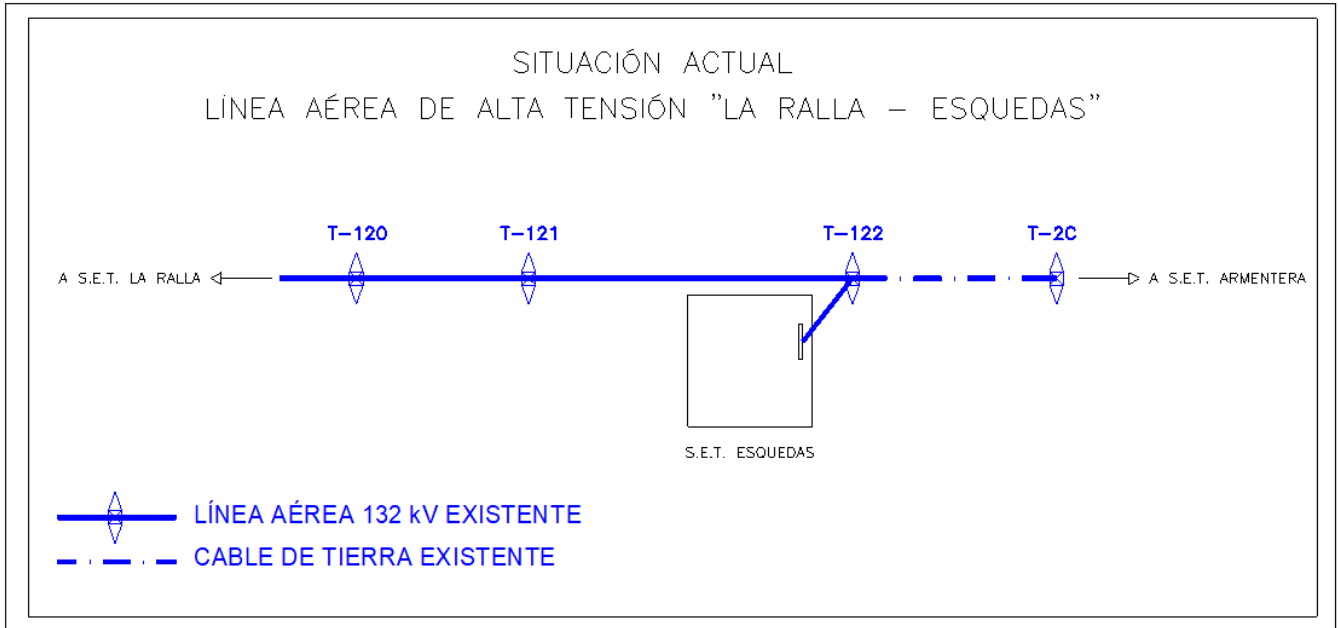 SITUACIÓN ACTUAL
LÍNEA AÉREA DE ALTA TENSIÓN "LA RALLA – ESQUEDAS"
T-120
T-121
T-122
T-2C
A S.E.T. LA RALLA
A S.E.T. ARMENTERA
S.E.T. ESQUEDAS
LÍNEA AÉREA 132 kV EXISTENTE
CABLE DE TIERRA EXISTENTE